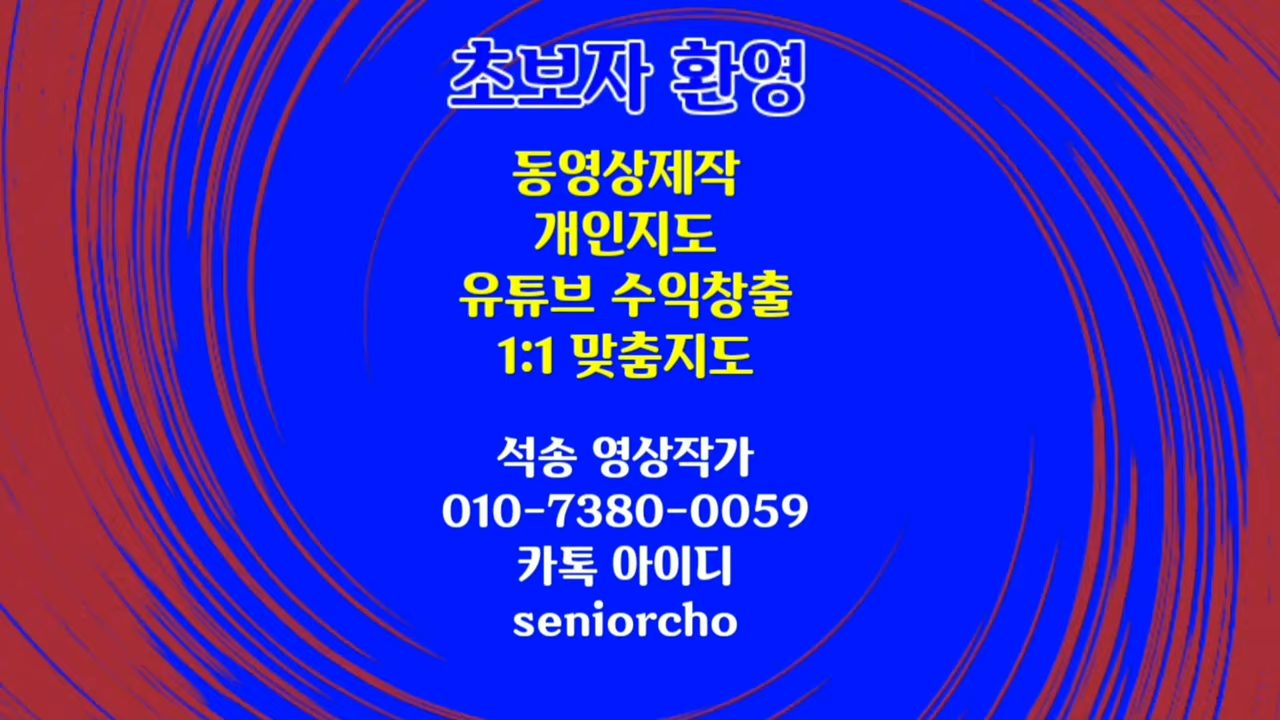 초보자 환영
동영상제작
개인지도
유튜브 수익창출
1:1 맞춤지도
석송 영상작가
010-7380-0059
카톡 아이디
seniorcho